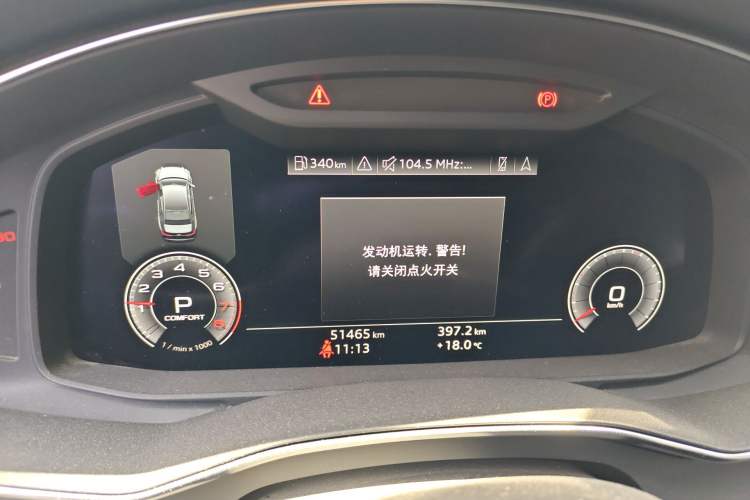 340 km
104.5 MHz:...
发动机运转. 警告!
请关闭点火开关
1 2 3 4 5 6 7 8
P
COMFORT
1 / min x 1000
0
km/h
51465 km
397.2 km
11:13
+18.0 °C